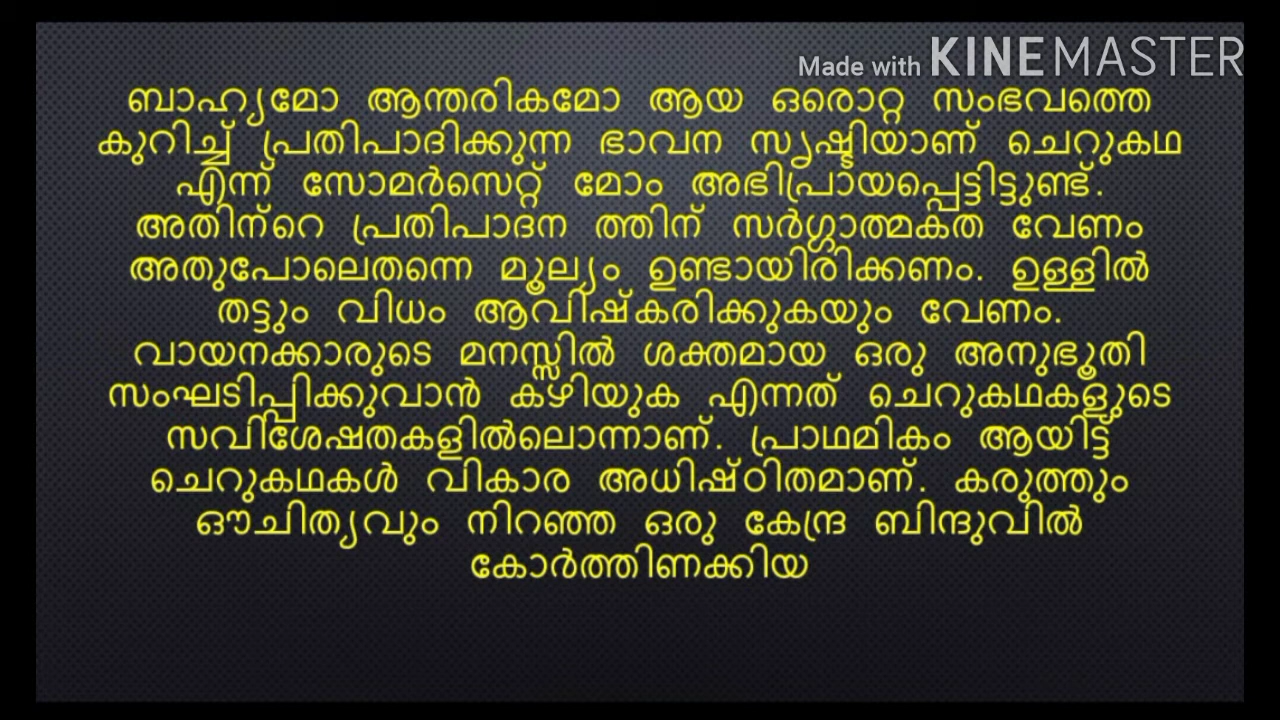 Made with KINEMASTER
ബാഹ്യമോ ആന്തരികമോ ആയ ഒരൊറ്റ സംഭവത്തെ
കുറിച്ച് പ്രതിപാദിക്കുന്ന ഭാവന സൃഷ്ടിയാണ് ചെറുകഥ
എന്ന് സോമർസെറ്റ് മോം അഭിപ്രായപ്പെട്ടിട്ടുണ്ട്.
അതിന്റെ പ്രതിപാദന ത്തിന് സർഗ്ഗാത്മകത വേണം
അതുപോലെതന്നെ മൂല്യം ഉണ്ടായിരിക്കണം. ഉള്ളിൽ
തട്ടും വിധം ആവിഷ്കരിക്കുകയും വേണം.
വായനക്കാരുടെ മനസ്സിൽ ശക്തമായ ഒരു അനുഭൂതി
സംഘടിപ്പിക്കുവാൻ കഴിയുക എന്നത് ചെറുകഥകളുടെ
സവിശേഷതകളിൽലൊന്നാണ്. പ്രാഥമികം ആയിട്ട്
ചെറുകഥകൾ വികാര അധിഷ്ഠിതമാണ്. കരുത്തും
ഔചിത്യവും നിറഞ്ഞ ഒരു കേന്ദ്ര ബിന്ദുവിൽ
കോർത്തിണക്കിയ